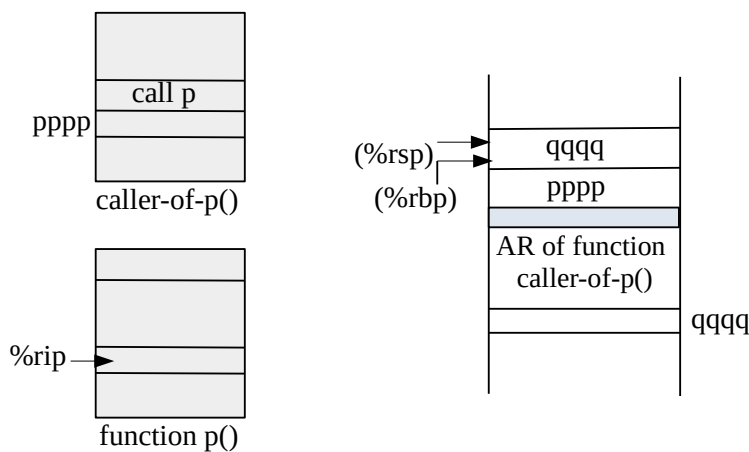 call p
pppp
caller-of-p()
%rip
function p()
(%rsp)
(%rbp)
qqqq
pppp
AR of function
caller-of-p()
qqqq